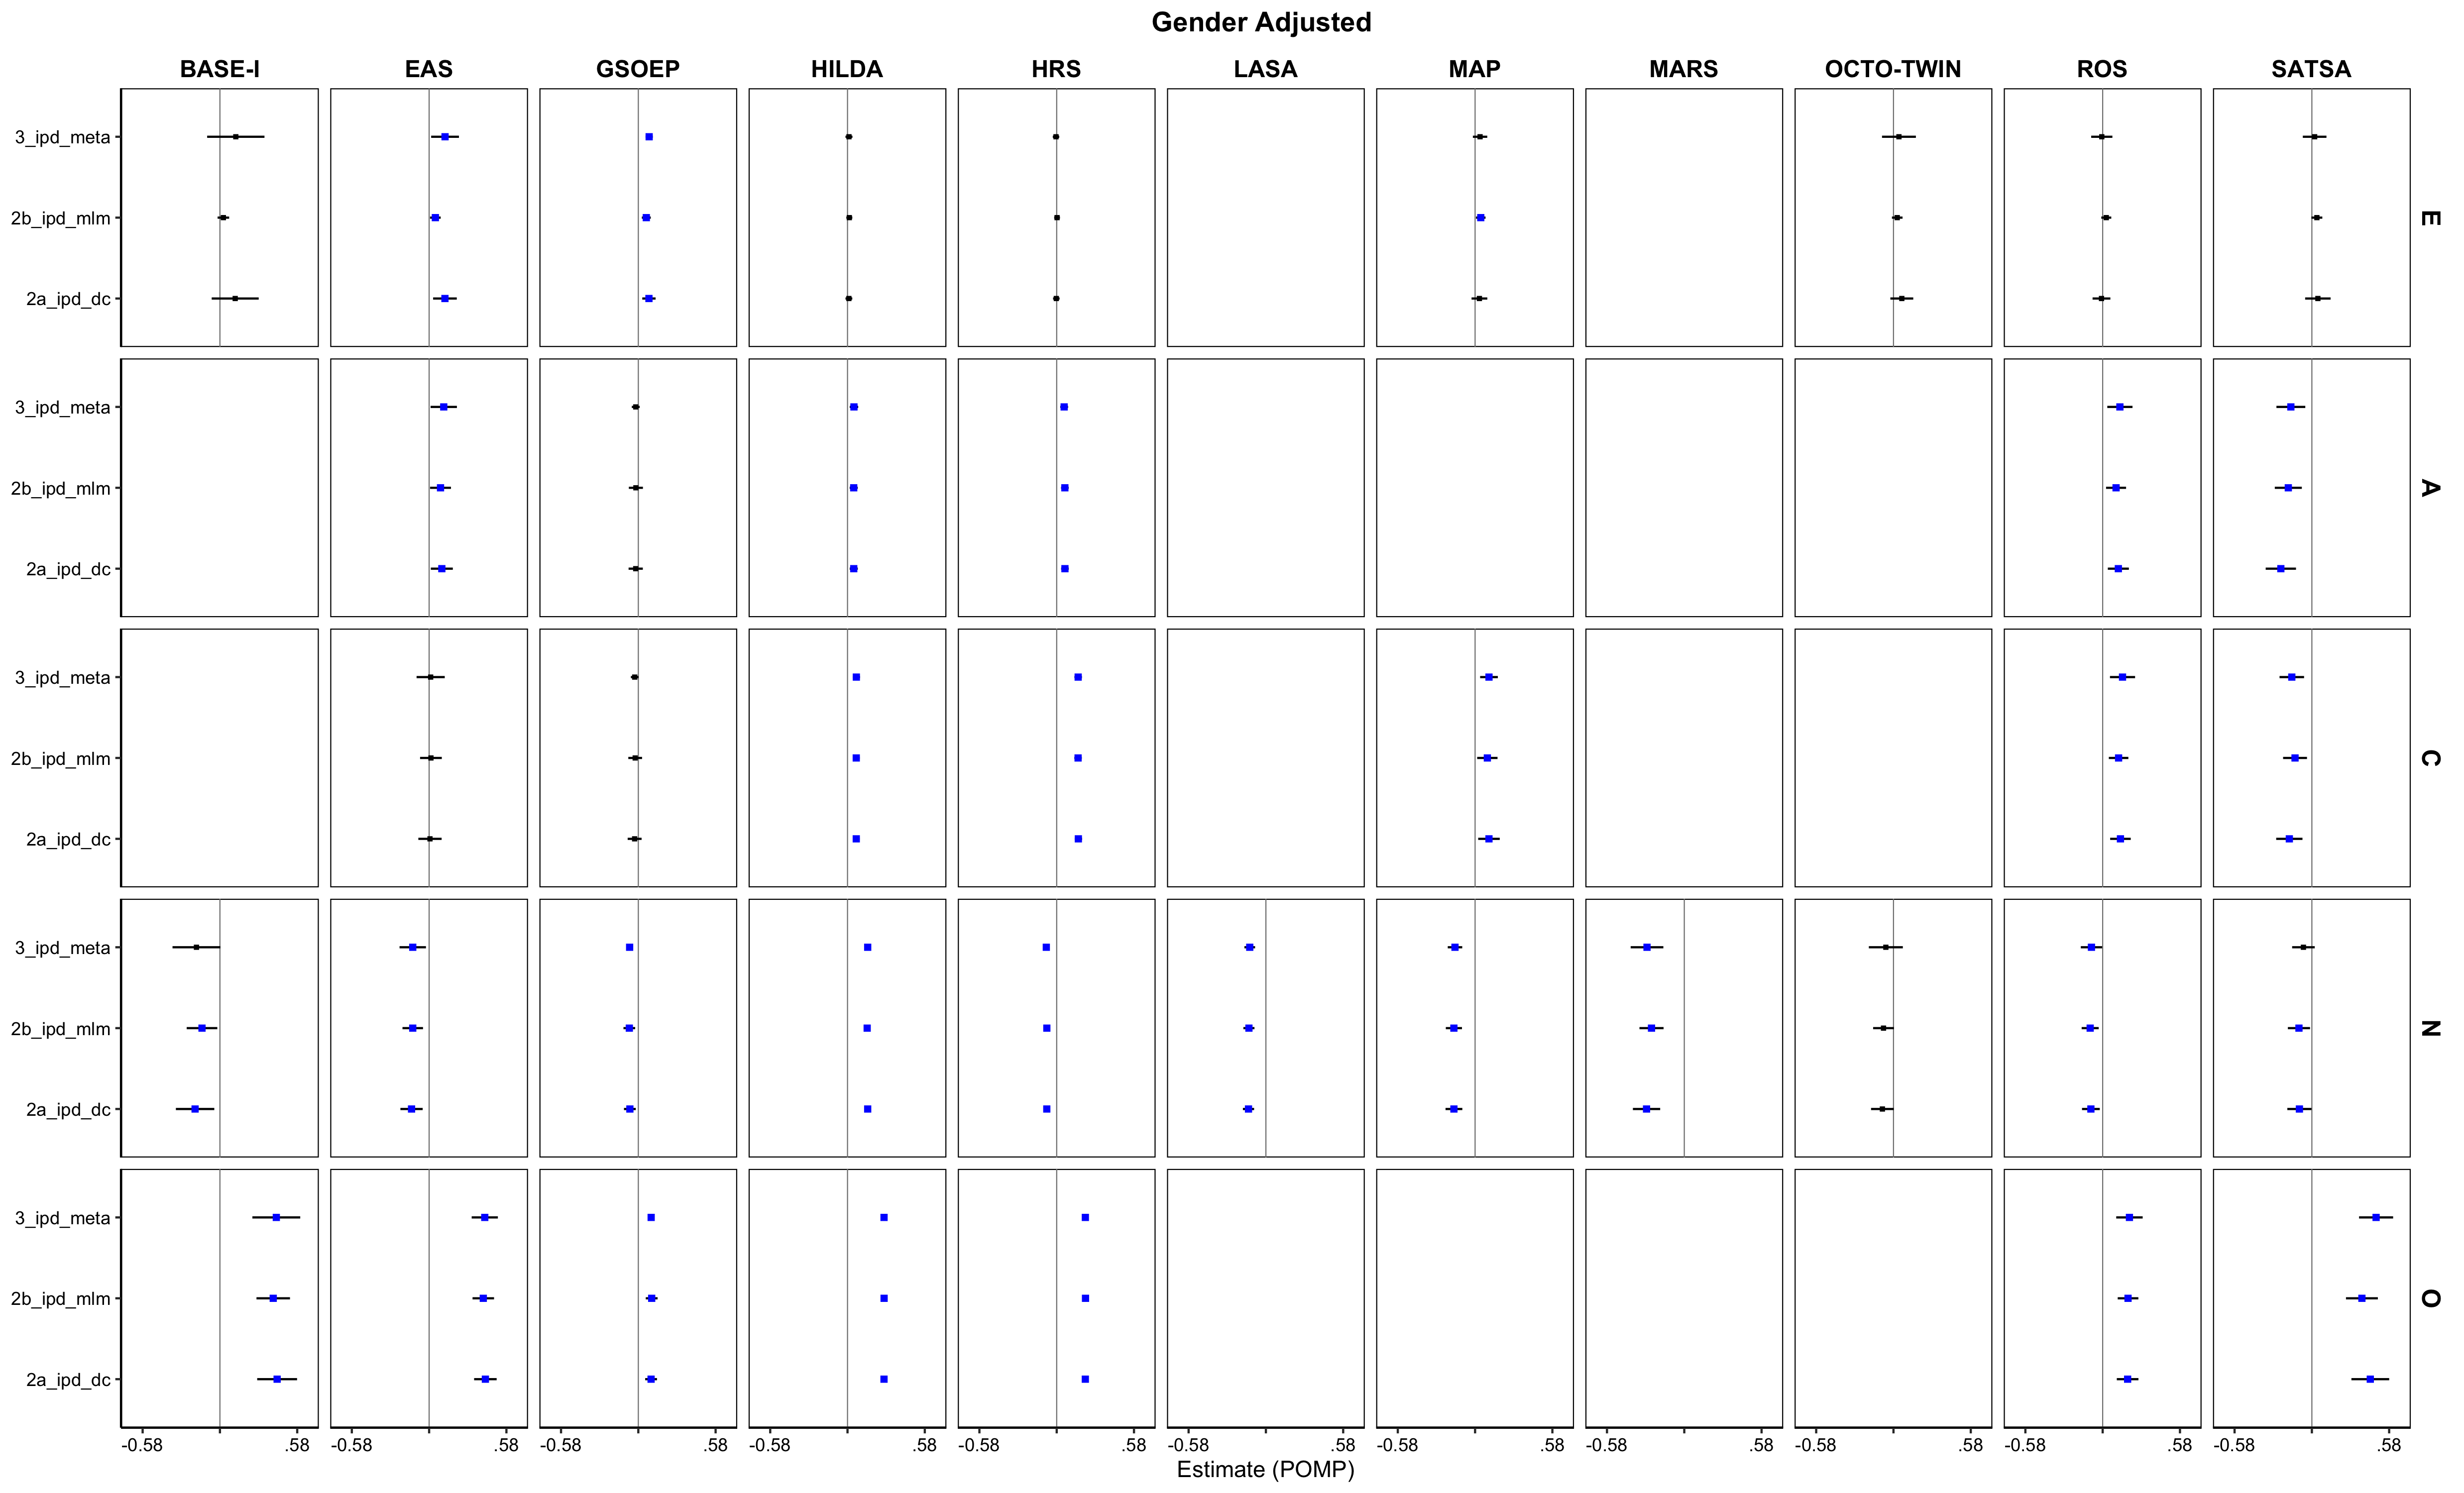 Gender Adjusted
BASE-I EAS GSOEP HILDA HRS LASA MAP MARS OCTO-TWIN ROS SATSA
3_ipd_meta
2b_ipd_mlm E
2a_ipd_dc
3_ipd_meta
2b_ipd_mlm A
2a_ipd_dc
3_ipd_meta
2b_ipd_mlm C
2a_ipd_dc
3_ipd_meta
2b_ipd_mlm N
2a_ipd_dc
3_ipd_meta
2b_ipd_mlm O
2a_ipd_dc
-0.58 .58 -0.58 .58 -0.58 .58 -0.58 .58 -0.58 .58 -0.58 .58 -0.58 .58 -0.58 .58 -0.58 .58 -0.58 .58 -0.58 .58
Estimate (POMP)